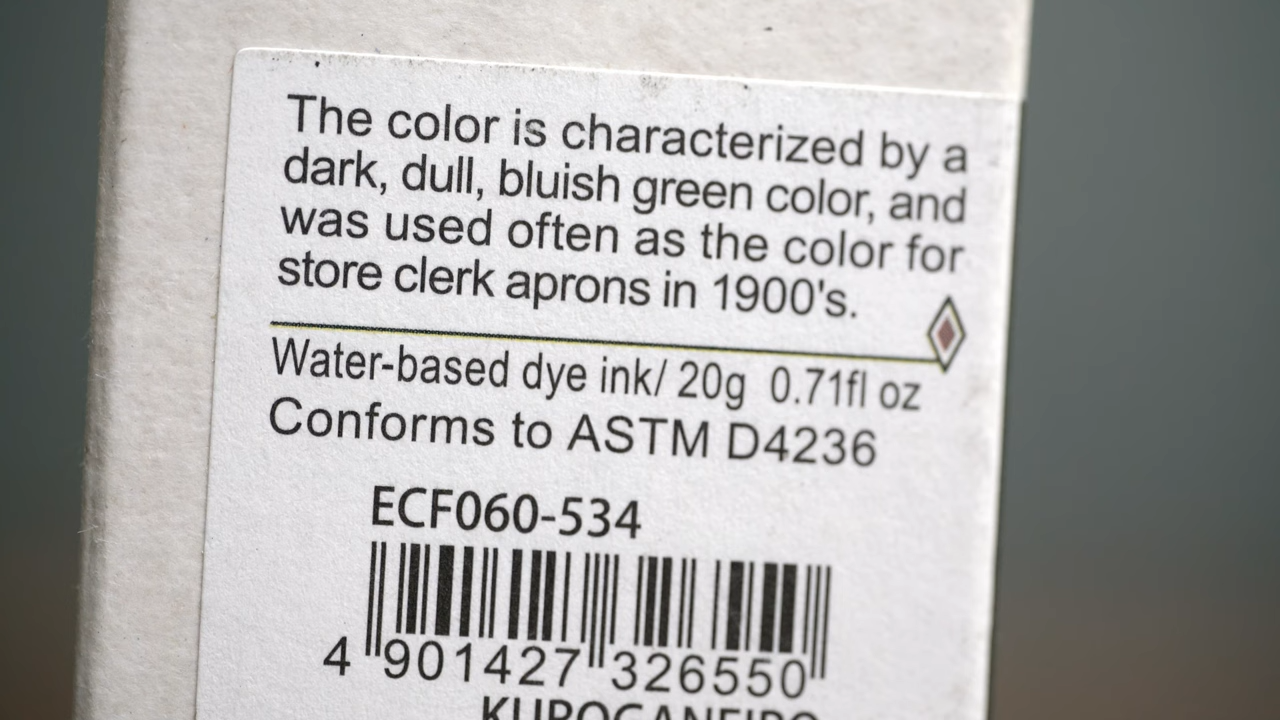 The color is characterized by a
dark, dull, bluish green color, and
was used often as the color for
store clerk aprons in 1900's.
Water-based dye ink/ 20g 0.71fl oz
Conforms to ASTM D4236
ECF060-534
4 901427 326550
KUROGANEIRO